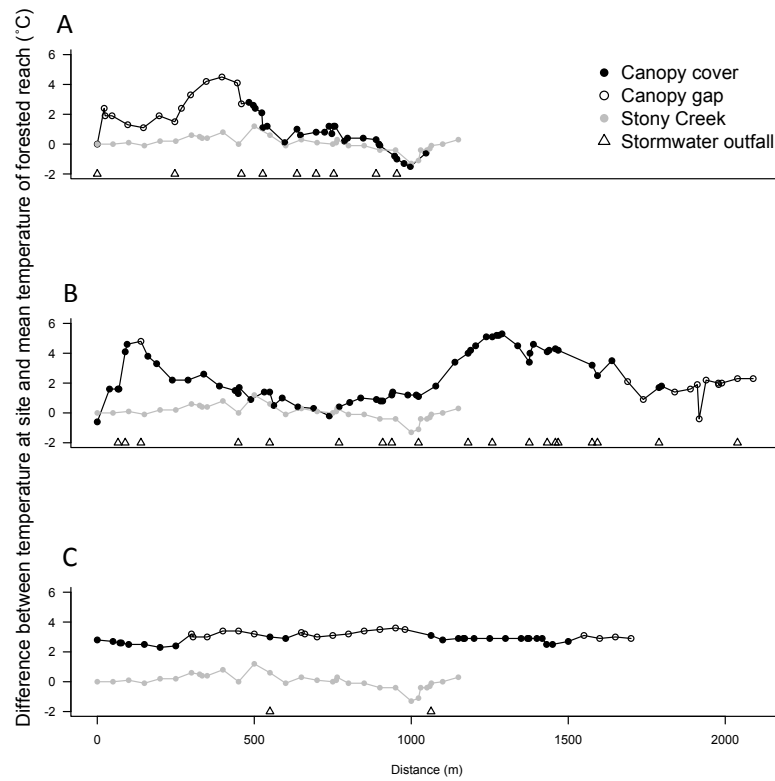 A
6
4
2
0
-2
Canopy cover
Canopy gap
Stony Creek
Stormwater outfall
Difference between temperature at site and mean temperature of forested reach (˚C)
B
6
4
2
0
-2
C
6
4
2
0
-2
0 500 1000 1500 2000
Distance (m)